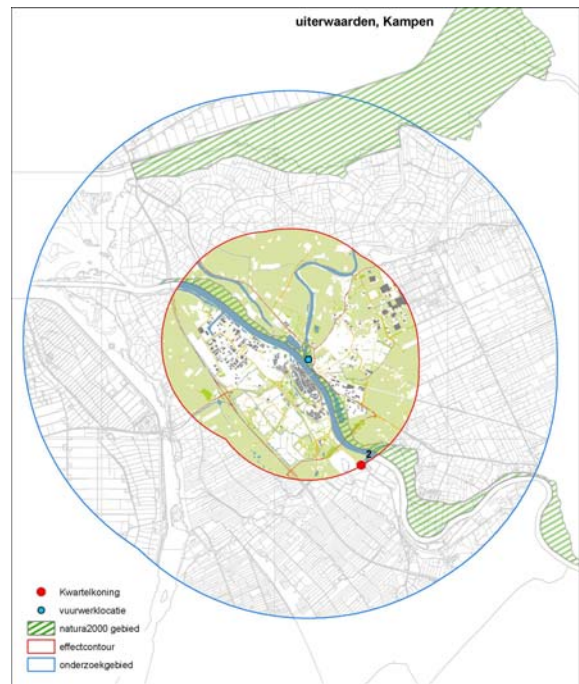 uiterwaarden, Kampen
2
Kwartelkoning
vuurwerklocatie
natura2000 gebied
effectcontour
onderzoekgebied